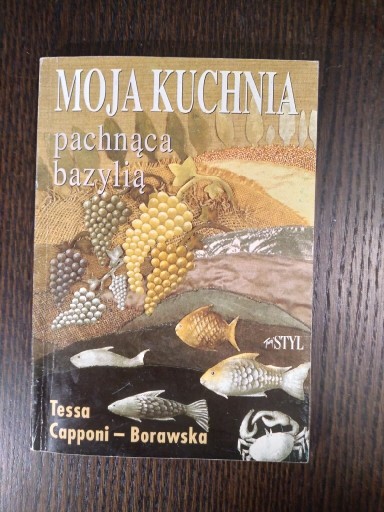 MOJA KUCHNIA
pachnąca
bazylią
STYL
Tessa
Capponi – Borawska